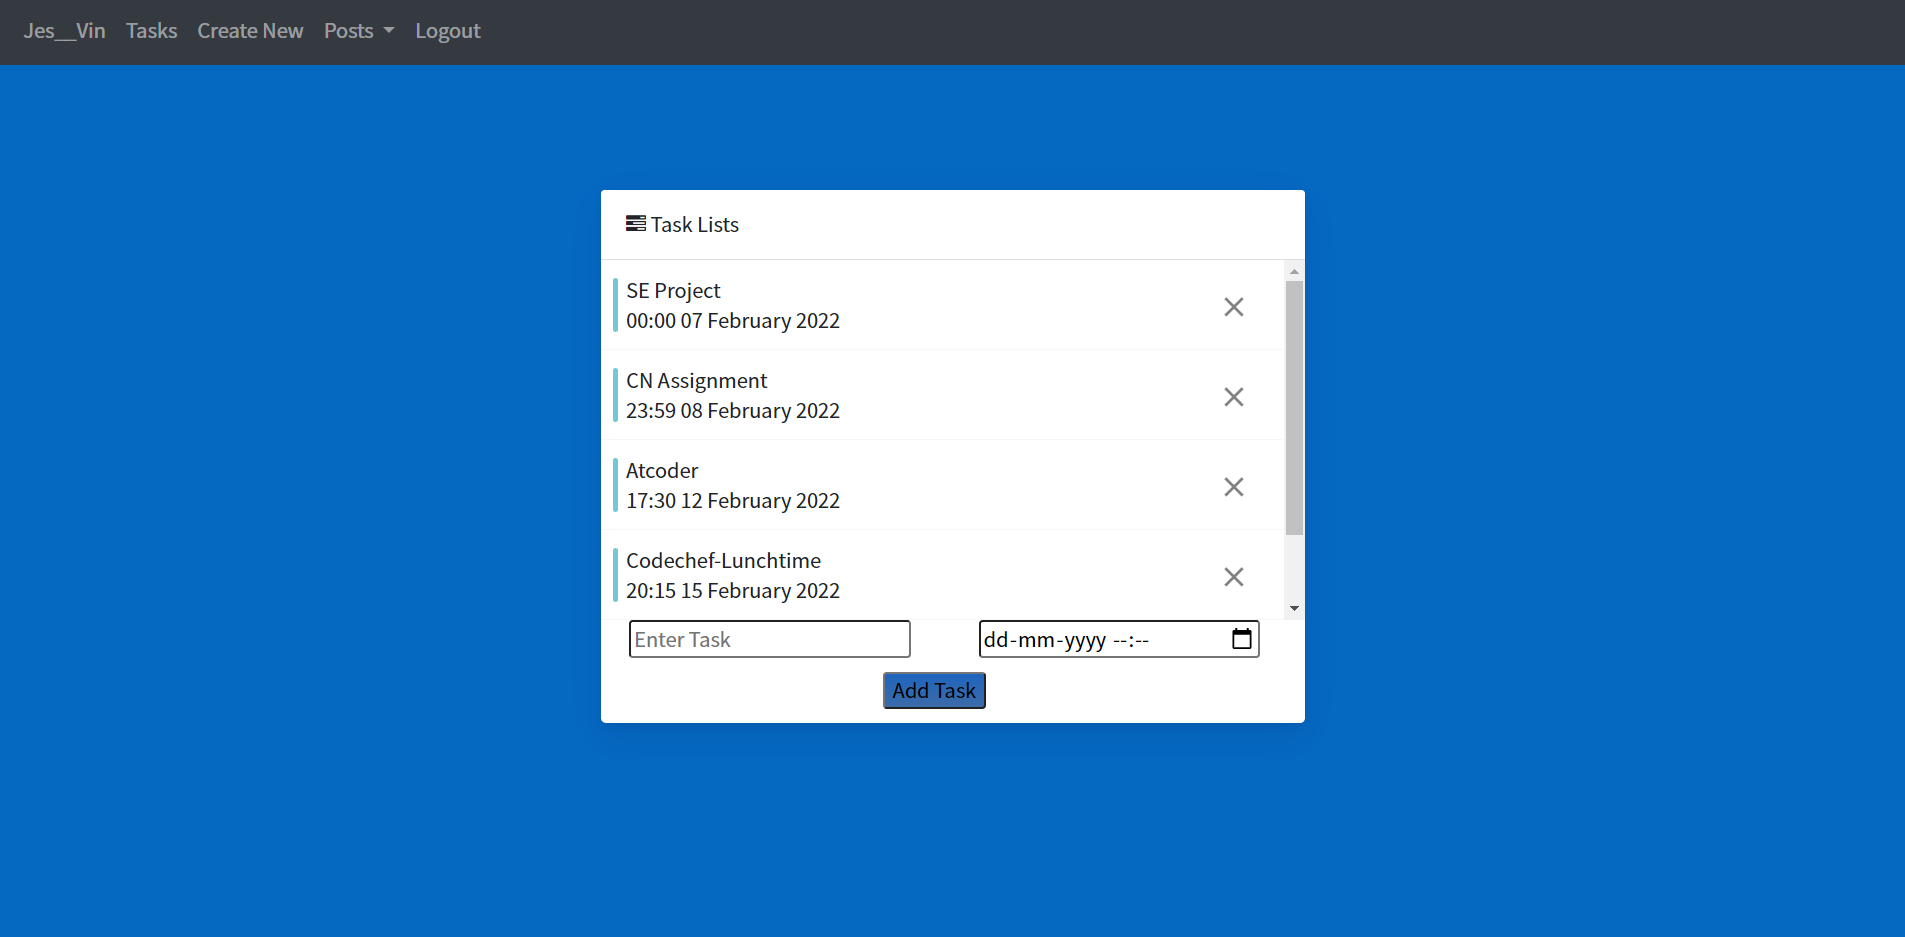 Jes__Vin Tasks Create New Posts Logout
Task Lists
SE Project
00:00 07 February 2022
CN Assignment
23:59 08 February 2022
Atcoder
17:30 12 February 2022
Codechef-Lunchtime
20:15 15 February 2022
Enter Task dd-mm-yyyy --:--
Add Task